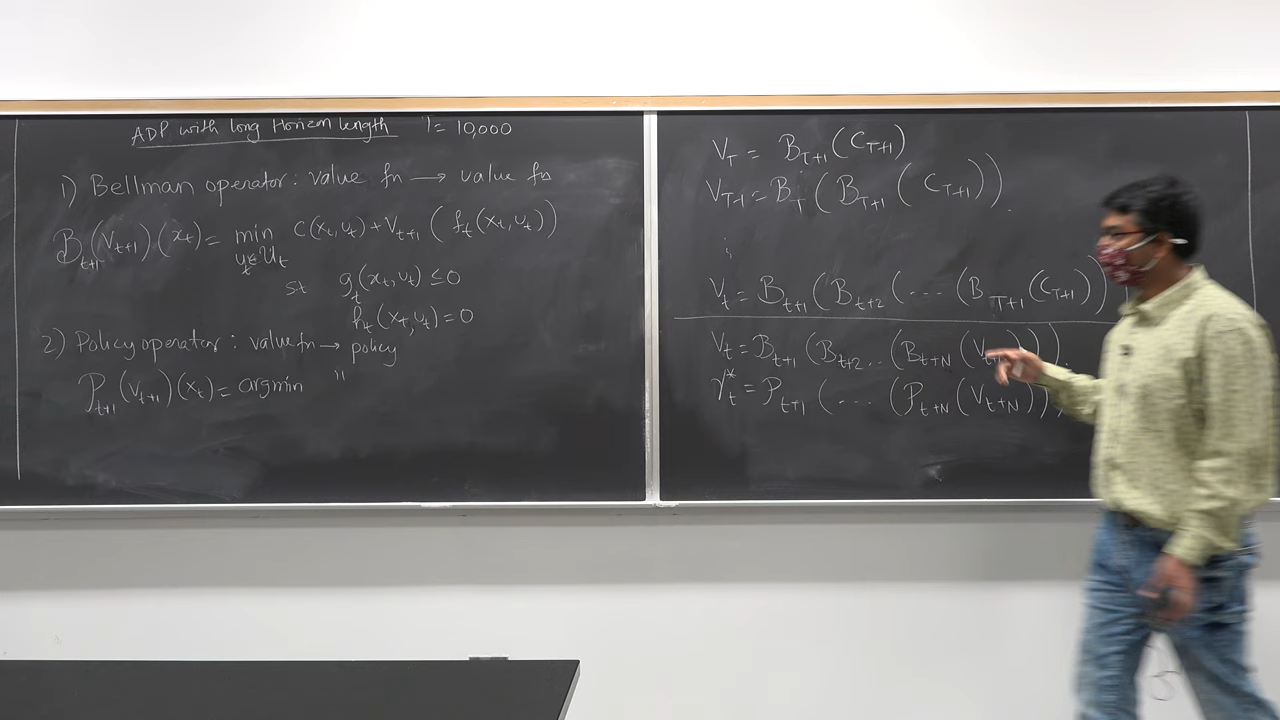 ADP with long Horizon length T = 10,000
1) Bellman operator: value fn → value fn
B_{t+1}(V_{t+1})(x_t) = min_{u_t ∈ U_t} c(x_t, u_t) + V_{t+1}(f_t(x_t, u_t))
st g_t(x_t, u_t) ≤ 0
h_t(x_t, u_t) = 0
2) Policy operator: value fn → policy
P_{t+1}(V_{t+1})(x_t) = argmin "
V_T = B_{T+1}(C_{T+1})
V_{T-1} = B_T(B_{T+1}(C_{T+1})).
⋮
V_t = B_{t+1}(B_{t+2}(....(B_{T+1}(C_{T+1}))
V_t = B_{t+1}(B_{t+2}..(B_{t+N}(V_{t+N}))).
γ_t^* = P_{t+1}(....(P_{t+N}(V_{t+N})))